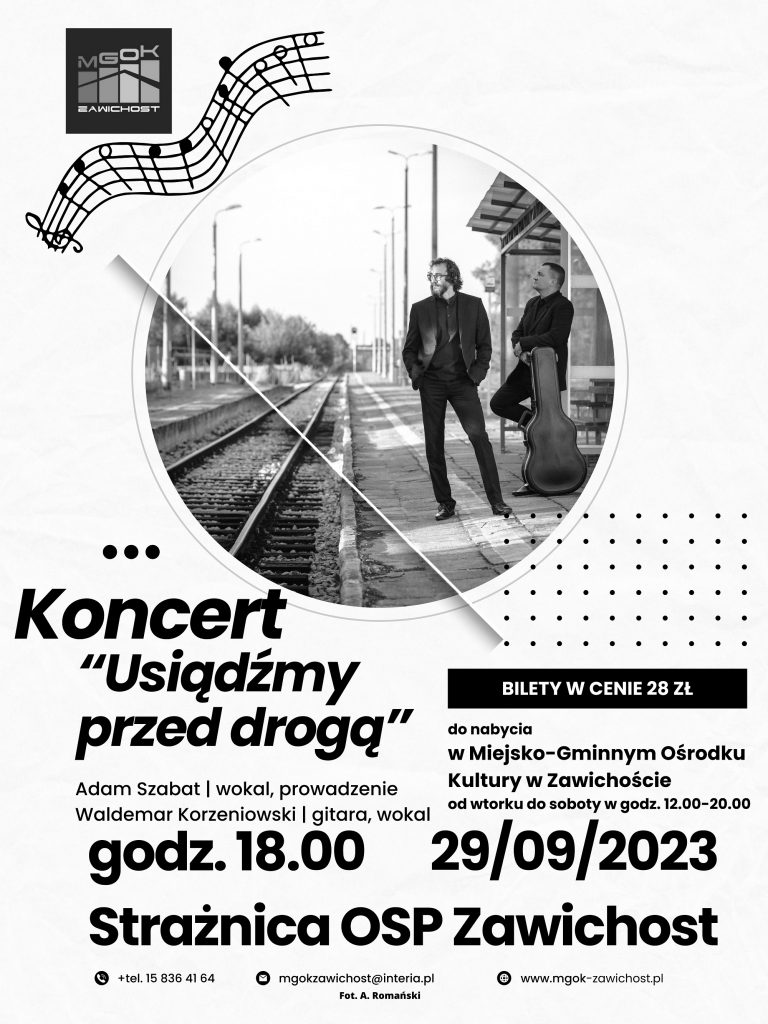 MGOK
ZAWICHOST
Koncert
“Usiądźmy
przed drogą”
BILETY W CENIE 28 ZŁ
do nabycia
w Miejsko-Gminnym Ośrodku
Kultury w Zawichoście
od wtorku do soboty w godz. 12.00-20.00
Adam Szabat | wokal, prowadzenie
Waldemar Korzeniowski | gitara, wokal
godz. 18.00 29/09/2023
Strażnica OSP Zawichost
+tel. 15 836 41 64 mgokzawichost@interia.pl www.mgok-zawichost.pl
Fot. A. Romański